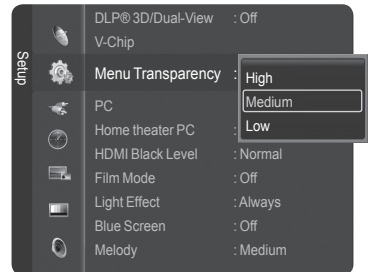 Setup
DLP® 3D/Dual-View : Off
V-Chip
Menu Transparency :
High
Medium
Low
PC
Home theater PC :
HDMI Black Level : Normal
Film Mode : Off
Light Effect : Always
Blue Screen : Off
Melody : Medium